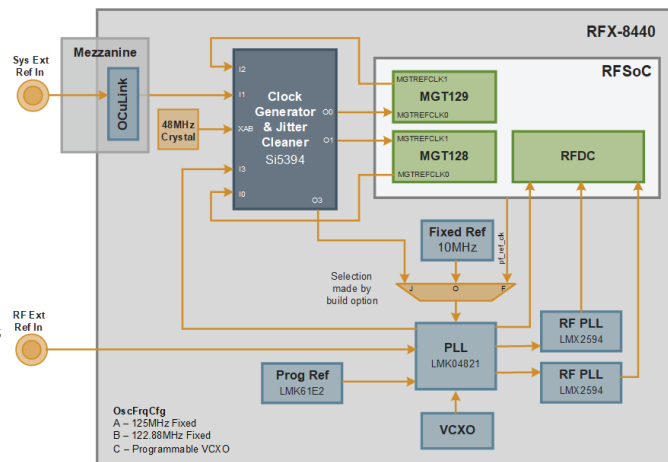 RFX-8440
Mezzanine
Sys Ext
Ref In
OCuLink
48MHz
Crystal
I2
I1
XAB
I3
I0
Clock
Generator
& Jitter
Cleaner
Si5394
O0
O1
O3
RFSoC
MGTREFCLK1
MGT129
MGTREFCLK0
MGTREFCLK1
MGT128
MGTREFCLK0
RFDC
pf_ref_clk
Fixed Ref
10MHz
Selection
made by
build option
J
O
F
RF Ext
Ref In
s
PLL
LMK04821
RF PLL
LMX2594
RF PLL
LMX2594
Prog Ref
LMK61E2
VCXO
OscFrqCfg
A – 125MHz Fixed
B – 122.88MHz Fixed
C – Programmable VCXO